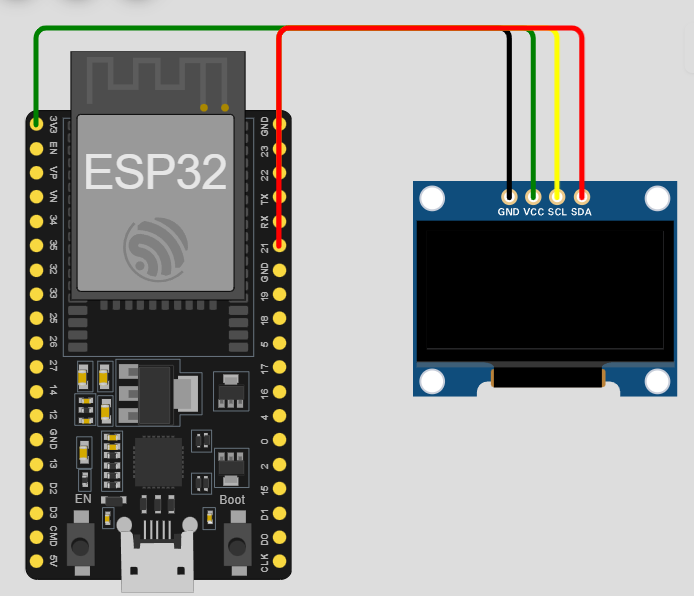 ESP32
3V3
EN
VP
VN
34
35
32
33
25
26
27
14
12
GND
13
D2
D3
CMD
5V
GND
23
22
TX
RX
21
GND
19
18
5
17
16
4
0
2
15
D1
D0
CLK
EN
Boot
GND VCC SCL SDA